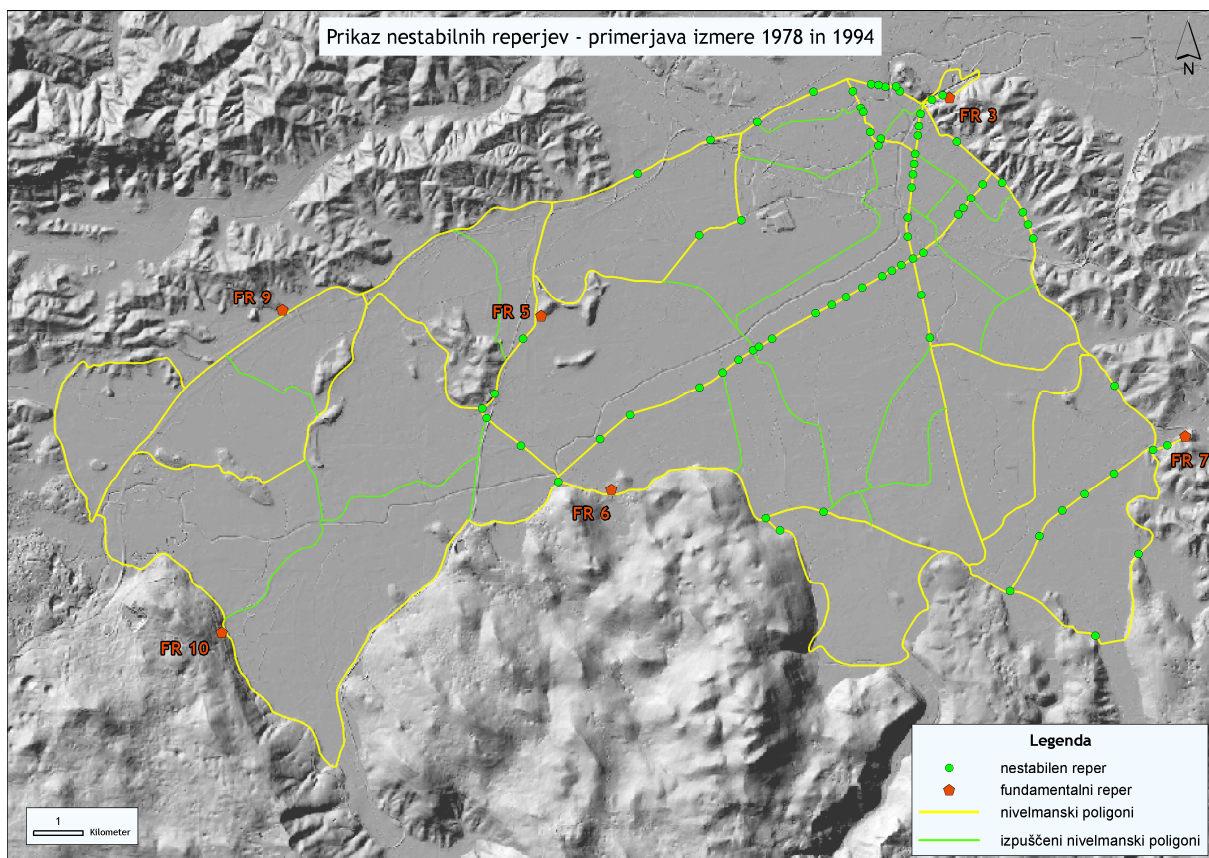 Prikaz nestabilnih reperjev - primerjava izmere 1978 in 1994
N
FR 3
FR 9
FR 5
FR 7
FR 6
FR 10
Legenda
nestabilen reper
fundamentalni reper
nivelmanski poligoni
izpuščeni nivelmanski poligoni
1
Kilometer